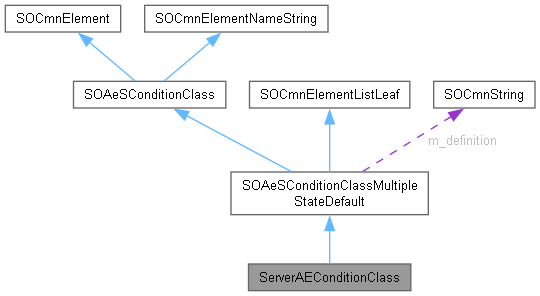 SOCmnElement
SOCmnElementNameString
SOAeSConditionClass
SOCmnElementListLeaf
SOCmnString
m_definition
SOAeSConditionClassMultiple
StateDefault
ServerAEConditionClass